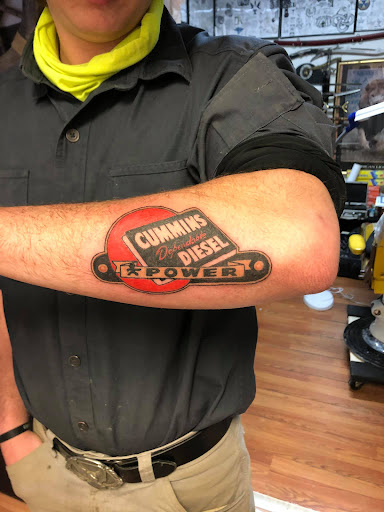 CUMMINS
Dependable
DIESEL
POWER